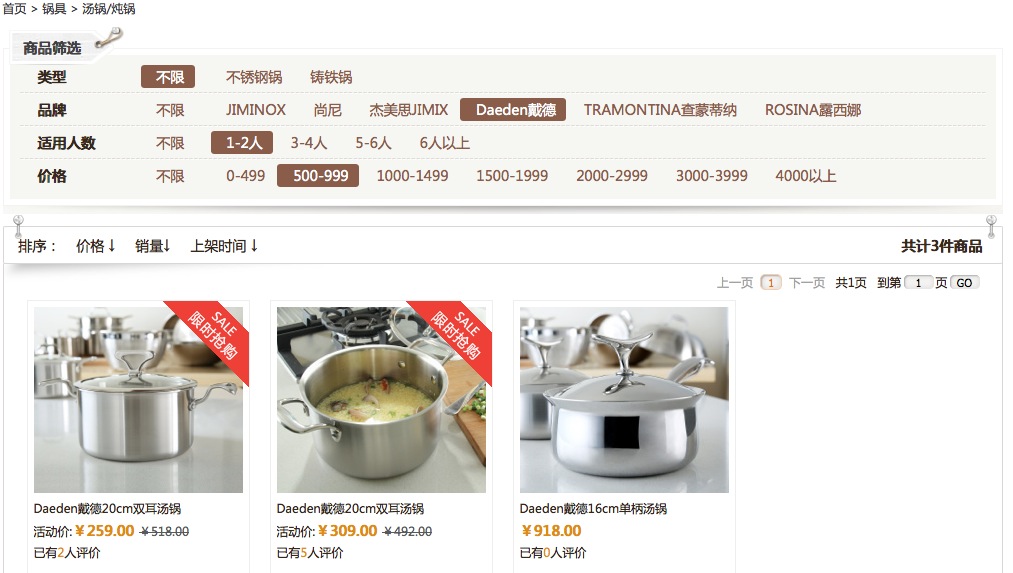 首页 > 锅具 > 汤锅/炖锅
商品筛选
类型 不限 不锈钢锅 铸铁锅
品牌 不限 JIMINOX 尚尼 杰美思JIMIX Daeden戴德 TRAMONTINA查蒙蒂纳 ROSINA露西娜
适用人数 不限 1-2人 3-4人 5-6人 6人以上
价格 不限 0-499 500-999 1000-1499 1500-1999 2000-2999 3000-3999 4000以上
排序： 价格↓ 销量↓ 上架时间↓ 共计3件商品
上一页 1 下一页 共1页 到第 1 页 GO
SALE
限时抢购
SALE
限时抢购
Daeden戴德20cm双耳汤锅
活动价:￥259.00 ￥518.00
已有2人评价
Daeden戴德20cm双耳汤锅
活动价:￥309.00 ￥492.00
已有5人评价
Daeden戴德16cm单柄汤锅
￥918.00
已有0人评价